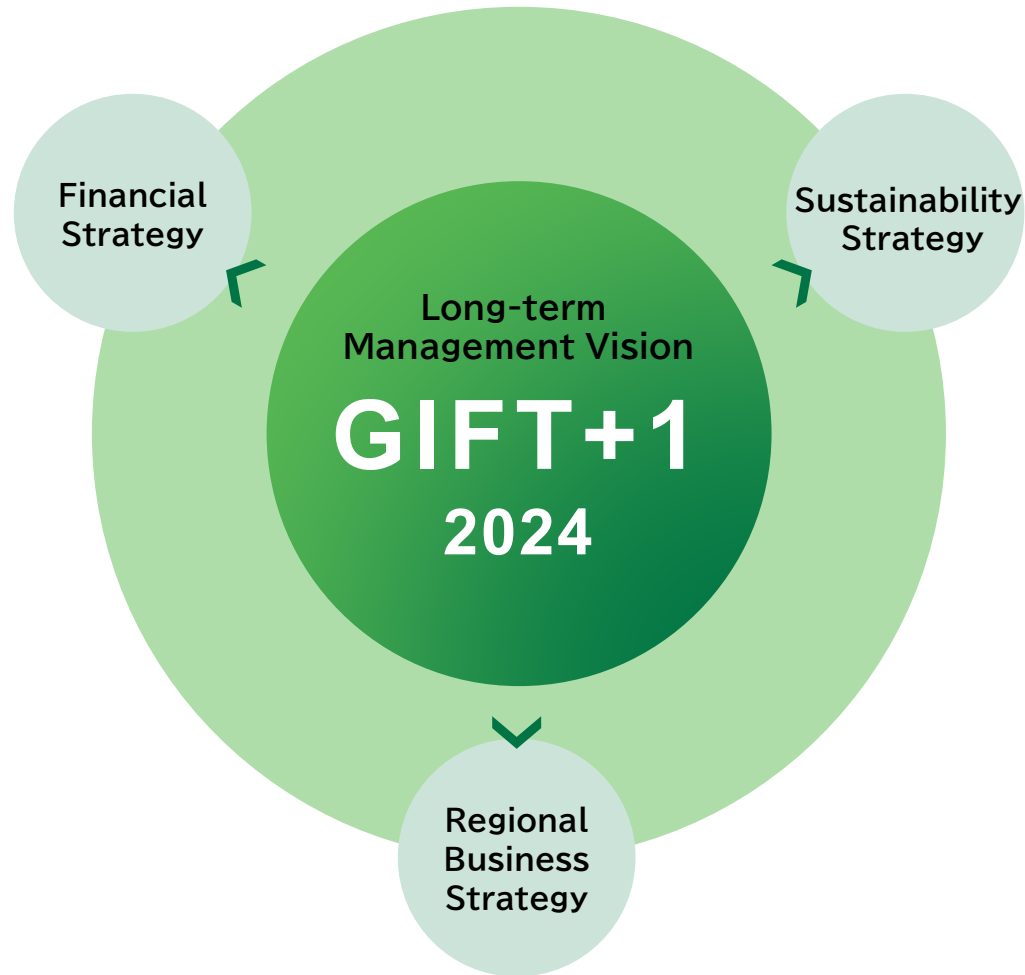 Financial
Strategy
Sustainability
Strategy
Long-term
Management Vision
GIFT+1
2024
Regional
Business
Strategy